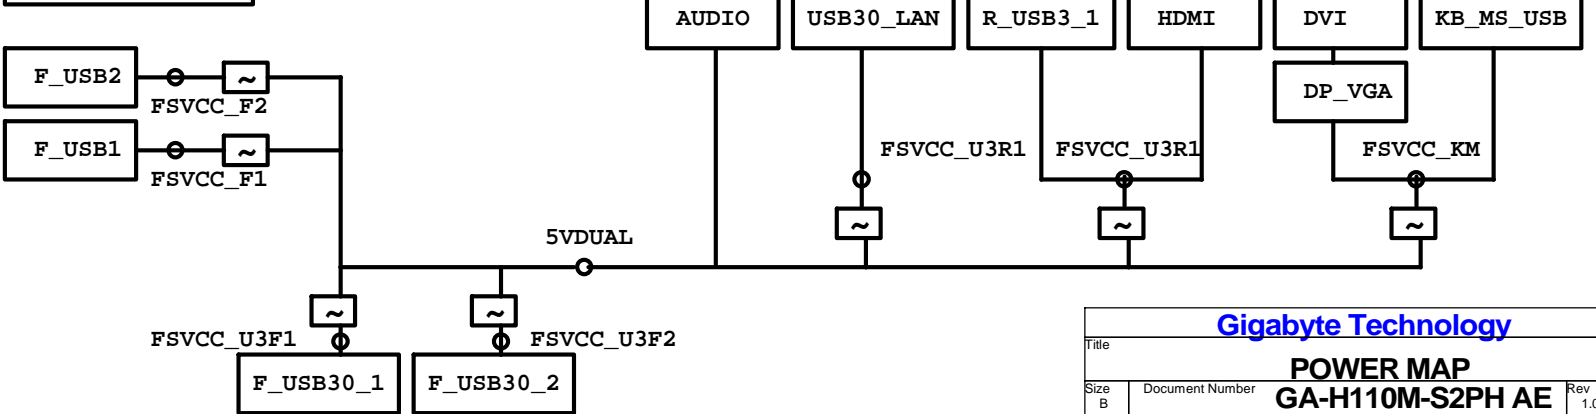 AUDIO
USB30_LAN
R_USB3_1
HDMI
DVI
KB_MS_USB
F_USB2
~
FSVCC_F2
DP_VGA
F_USB1
~
FSVCC_F1
FSVCC_U3R1
FSVCC_U3R1
FSVCC_KM
~
~
~
5VDUAL
~
~
FSVCC_U3F1
FSVCC_U3F2
F_USB30_1
F_USB30_2
Gigabyte Technology
Title
POWER MAP
Size
B
Document Number
GA-H110M-S2PH AE
Rev